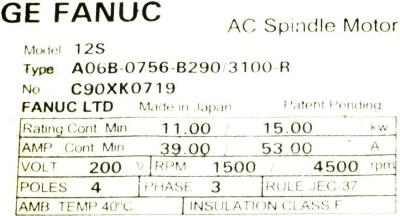 GE FANUC
AC Spindle Motor
Model 12S
Type A06B-0756-B290/3100-R
No C90XK0719
FANUC LTD Made in Japan Patent Pending
Rating Cont Min 11.00 / 15.00 kw
AMP Cont Min 39.00 / 53.00 A
VOLT 200 V RPM 1500 / 4500 rpm
POLES 4 PHASE 3 RULE JEC-37
AMB TEMP 40°C INSULATION CLASS F